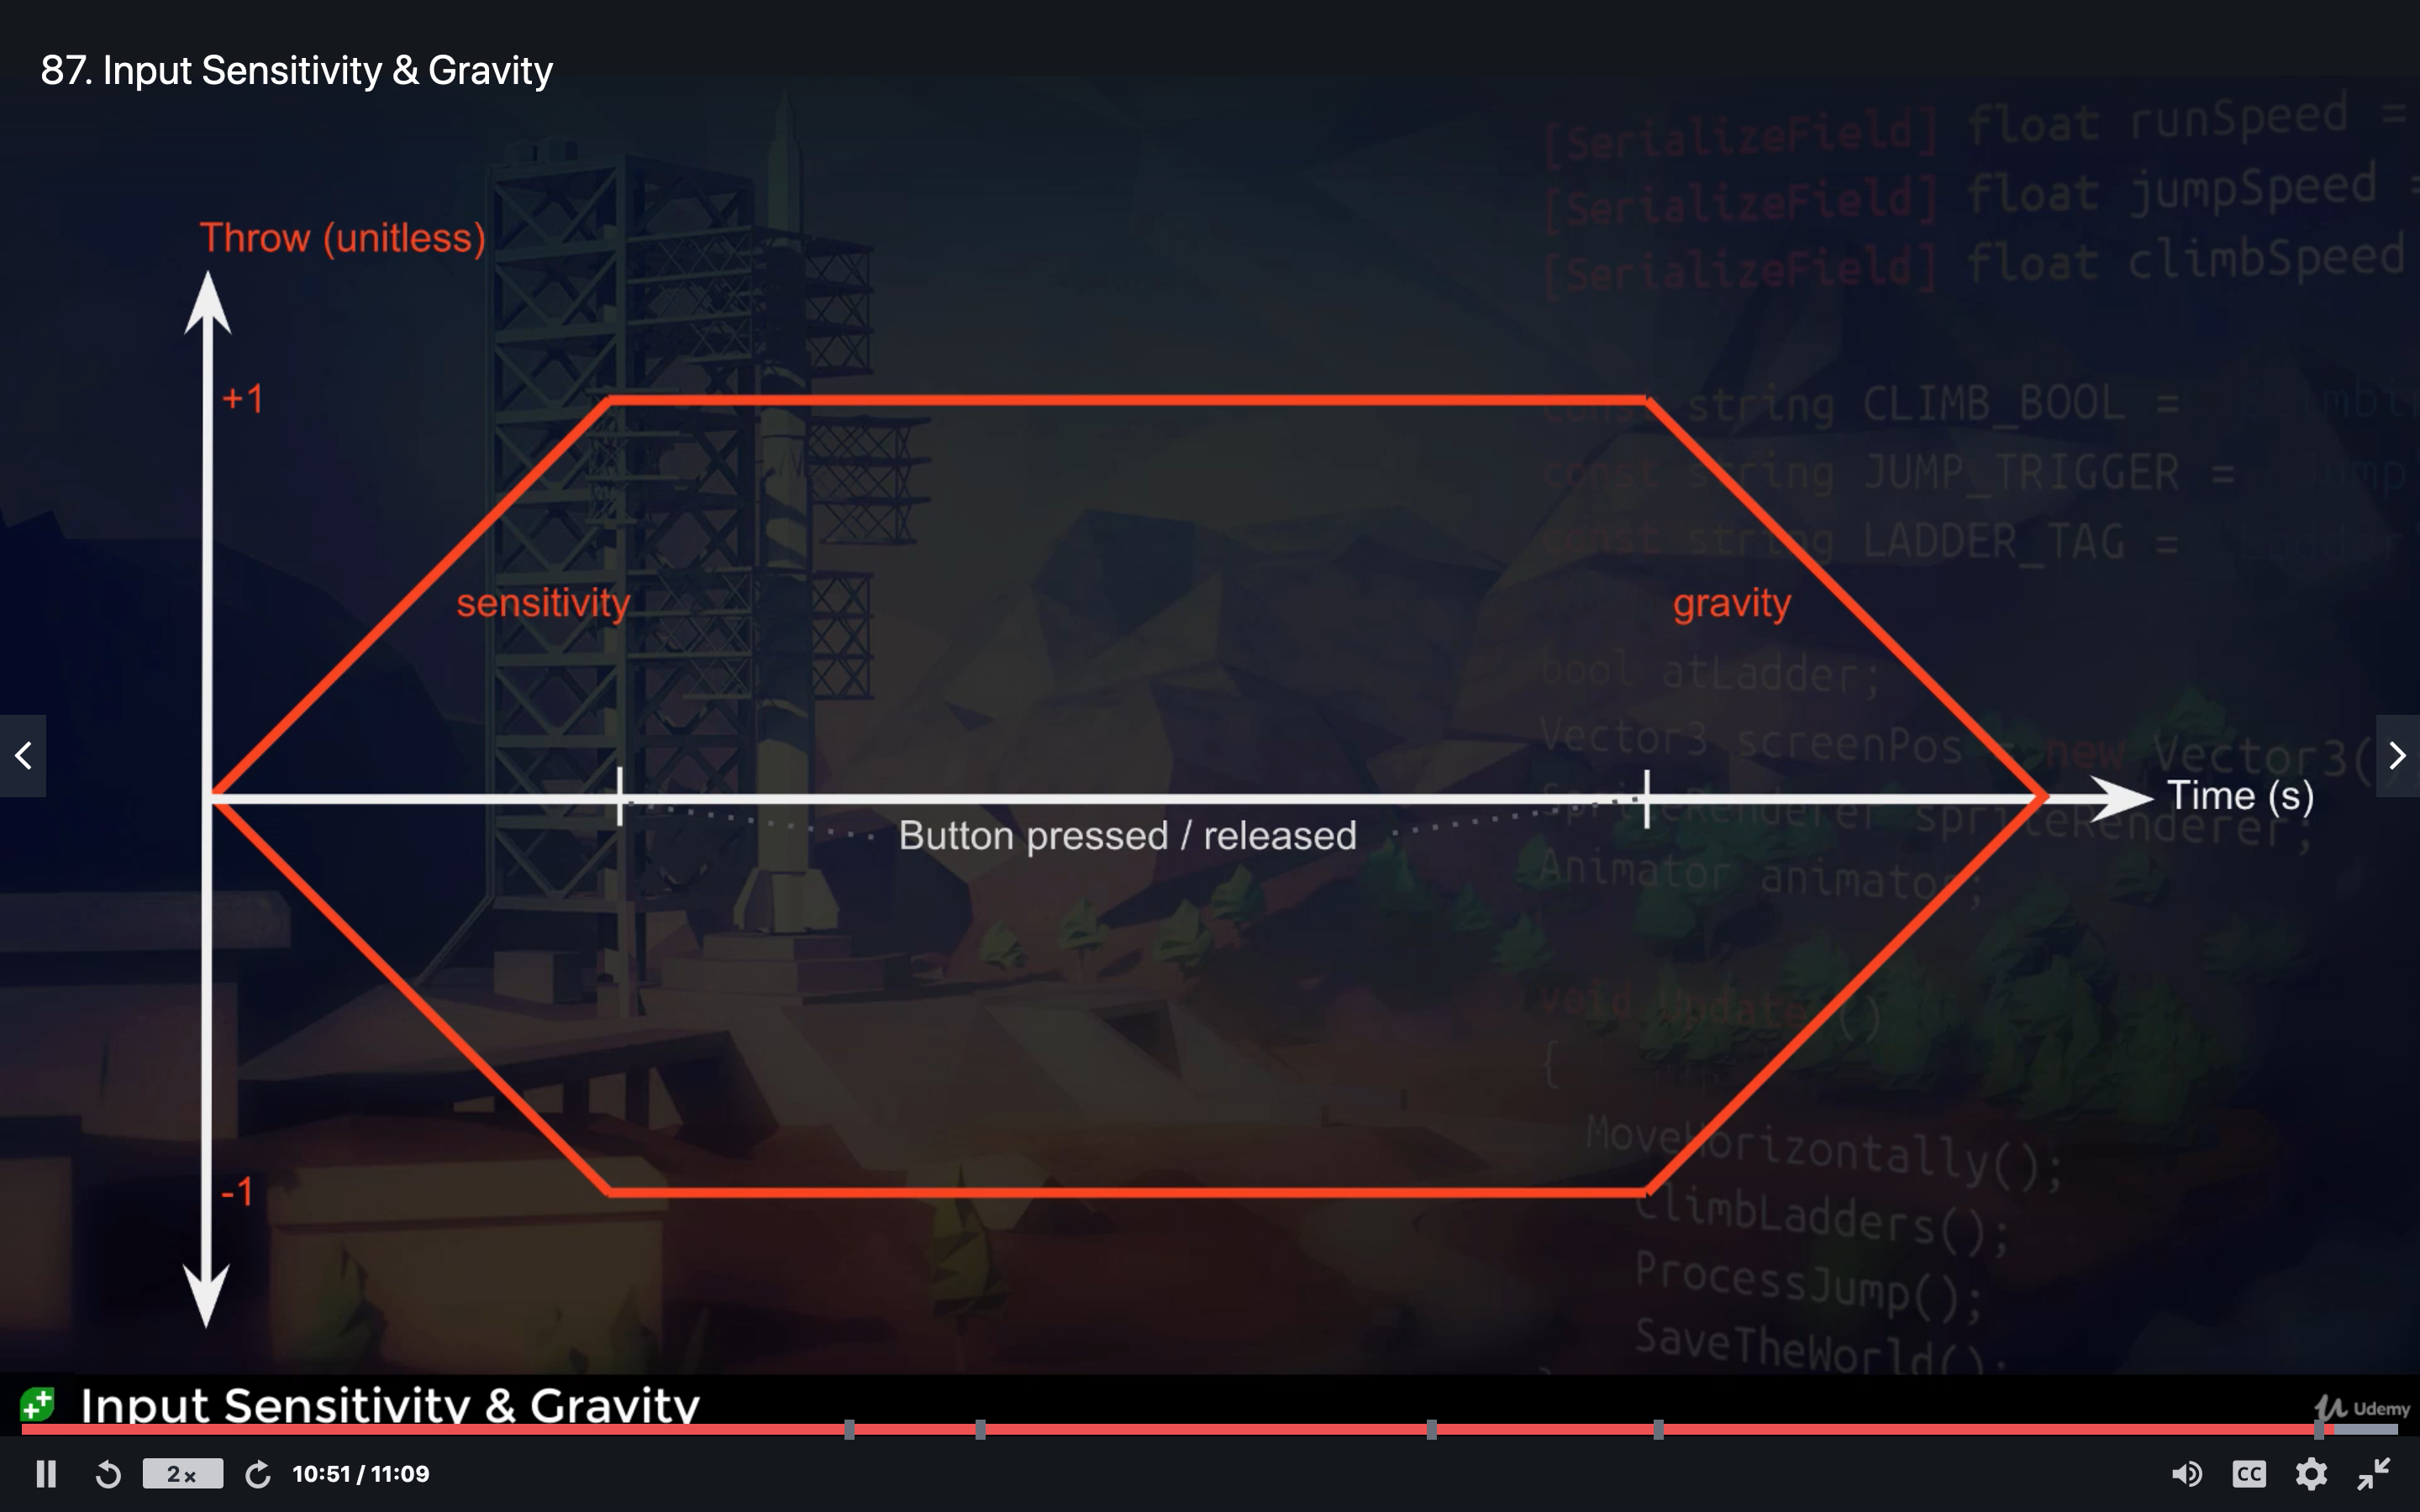 87. Input Sensitivity & Gravity
[SerializeField] float runSpeed =
[SerializeField] float jumpSpeed =
[SerializeField] float climbSpeed
Throw (unitless)
+1
const string CLIMB_BOOL =
const string JUMP_TRIGGER =
const string LADDER_TAG =
sensitivity
gravity
bool atLadder;
Vector3 screenPos = new Vector3(
Time (s)
SpriteRenderer spriteRenderer;
Button pressed / released
Animator animator;
void Update ()
{
MoveHorizontally();
-1
ClimbLadders();
ProcessJump();
SaveTheWorld();
Input Sensitivity & Gravity
Udemy
2x
10:51 / 11:09
CC